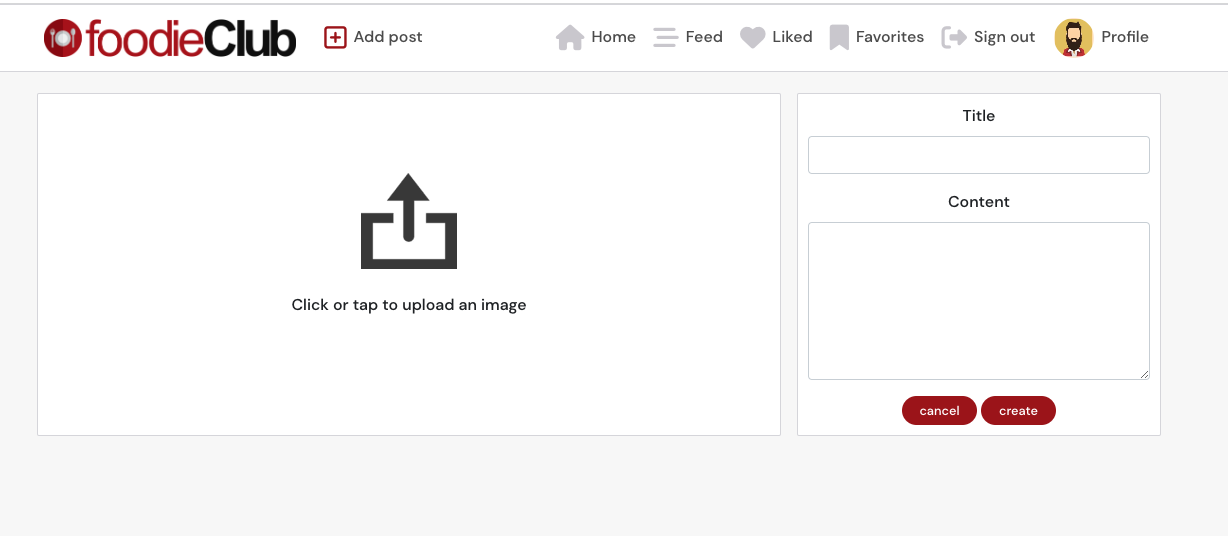 foodieClub Add post Home Feed Liked Favorites Sign out Profile
Title
Content
Click or tap to upload an image
cancel create